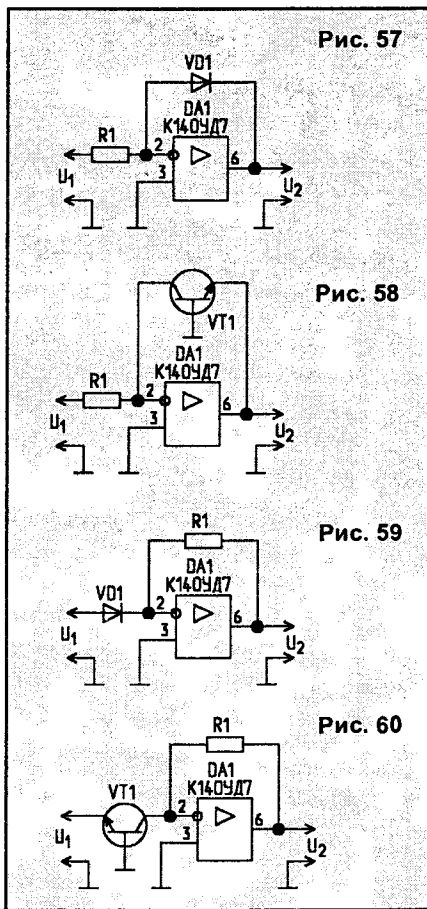 Рис. 57
VD1
DA1
К140УД7
R1
2
3
6
U1
U2
Рис. 58
VT1
DA1
К140УД7
R1
2
3
6
U1
U2
Рис. 59
R1
DA1
К140УД7
VD1
2
3
6
U1
U2
Рис. 60
R1
DA1
К140УД7
VT1
2
3
6
U1
U2